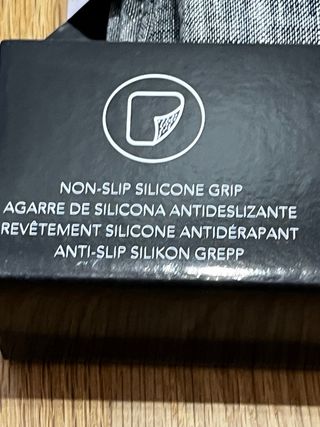 NON-SLIP SILICONE GRIP
AGARRE DE SILICONA ANTIDESLIZANTE
REVÊTEMENT SILICONE ANTIDÉRAPANT
ANTI-SLIP SILIKON GREPP